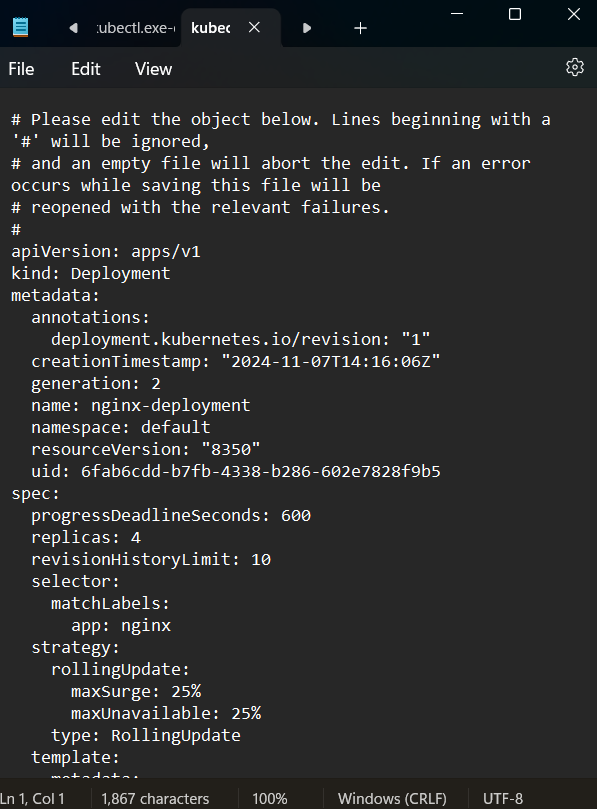 :ubectl.exe-
kubec
File Edit View
# Please edit the object below. Lines beginning with a
'#' will be ignored,
# and an empty file will abort the edit. If an error
occurs while saving this file will be
# reopened with the relevant failures.
#
apiVersion: apps/v1
kind: Deployment
metadata:
  annotations:
    deployment.kubernetes.io/revision: "1"
  creationTimestamp: "2024-11-07T14:16:06Z"
  generation: 2
  name: nginx-deployment
  namespace: default
  resourceVersion: "8350"
  uid: 6fab6cdd-b7fb-4338-b286-602e7828f9b5
spec:
  progressDeadlineSeconds: 600
  replicas: 4
  revisionHistoryLimit: 10
  selector:
    matchLabels:
      app: nginx
  strategy:
    rollingUpdate:
      maxSurge: 25%
      maxUnavailable: 25%
    type: RollingUpdate
  template:
    metadata:
Ln 1, Col 1 1,867 characters 100% Windows (CRLF) UTF-8